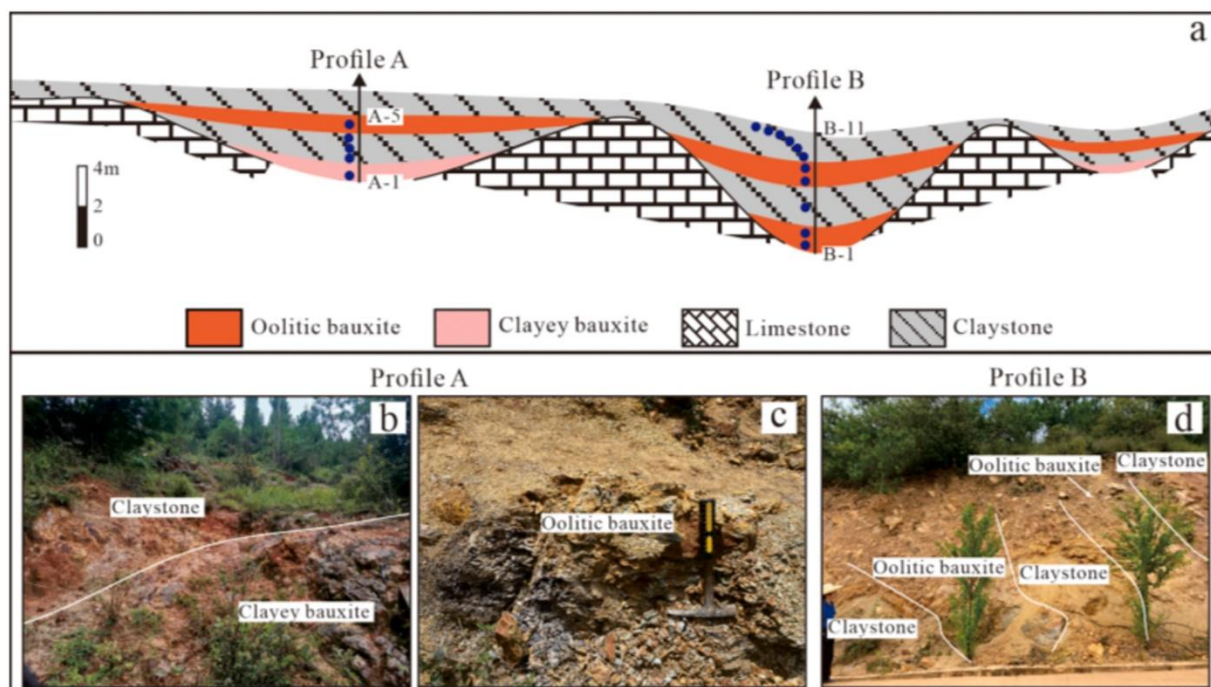 a
Profile A
Profile B
A-5
B-11
4m
2
0
A-1
B-1
Oolitic bauxite
Clayey bauxite
Limestone
Claystone
Profile A
Profile B
b
c
d
Claystone
Clayey bauxite
Oolitic bauxite
Oolitic bauxite
Claystone
Oolitic bauxite
Claystone
Claystone